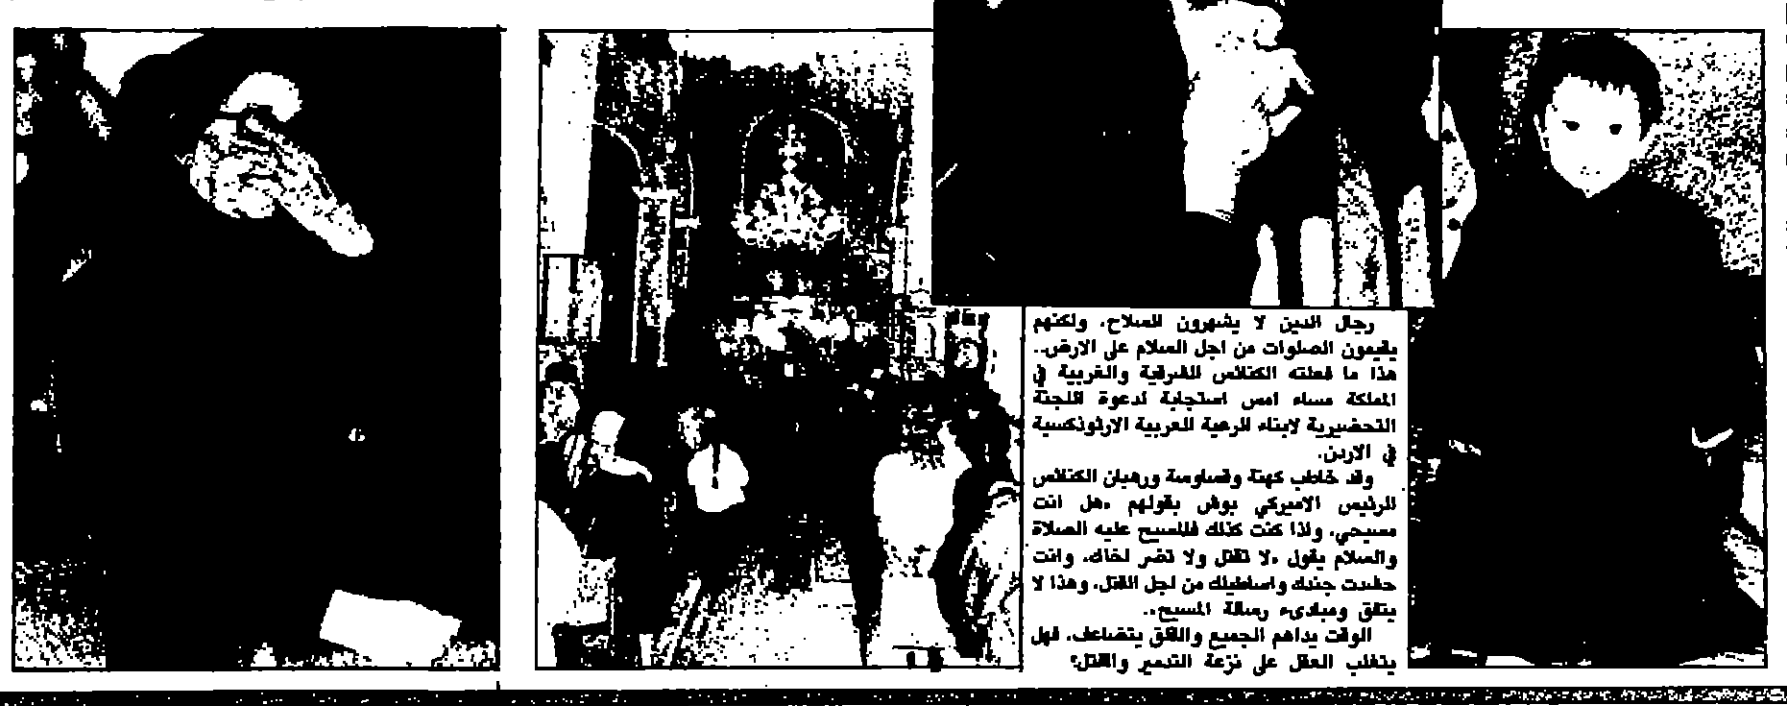 رجال الدين لا يشهرون السلاح، ولكنهم
يقيمون الصلوات من اجل السلام على الارض..
هذا ما فعلته الكنائس الشرقية والغربية في
المملكة مساء امس استجابة لدعوة اللجنة
التحضيرية لابناء الرعية العربية الارثوذكسية
في الاردن.
وقد خاطب كهنة وقساوسة ورهبان الكنائس
الرئيس الاميركي بوش بقولهم «هل انت
مسيحي، واذا كنت كذلك فالمسيح عليه الصلاة
والسلام يقول «لا تقتل ولا تضر اخاك، وانت
حشدت جندك واساطيلك من اجل القتل، وهذا لا
يتفق ومبادىء رسالة المسيح».
الوقت يداهم الجميع والقلق يتضاعف، فهل
يتغلب العقل على نزعة التدمير والقتل؟